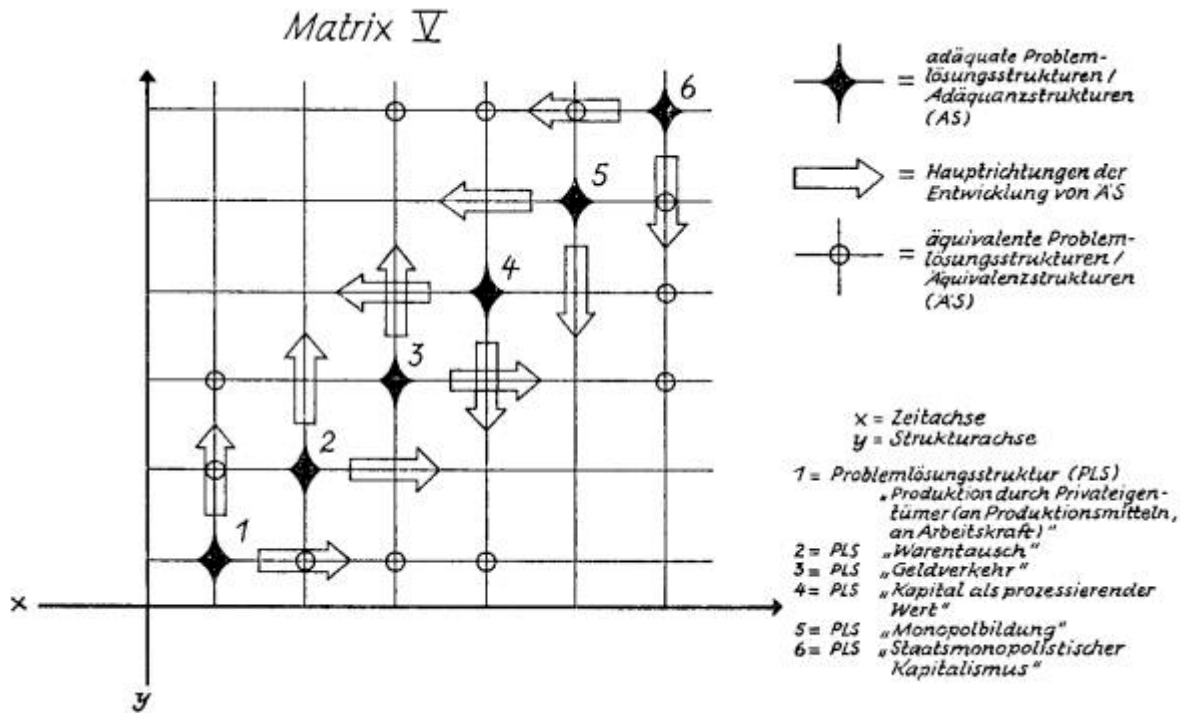 Matrix V
6
5
4
3
2
1
x
y
= adäquate Problem-
lösungsstrukturen/
Adäquanzstrukturen
(AS)
= Hauptrichtungen der
Entwicklung von ÄS
= äquivalente Problem-
lösungsstrukturen/
Äquivalenzstrukturen
(ÄS)
x = Zeitachse
y = Strukturachse
1 = Problemlösungsstruktur (PLS)
„Produktion durch Privateigen-
tümer (an Produktionsmitteln,
an Arbeitskraft)“
2 = PLS „Warentausch“
3 = PLS „Geldverkehr“
4 = PLS „Kapital als prozessierender
Wert“
5 = PLS „Monopolbildung“
6 = PLS „Staatsmonopolistischer
Kapitalismus“